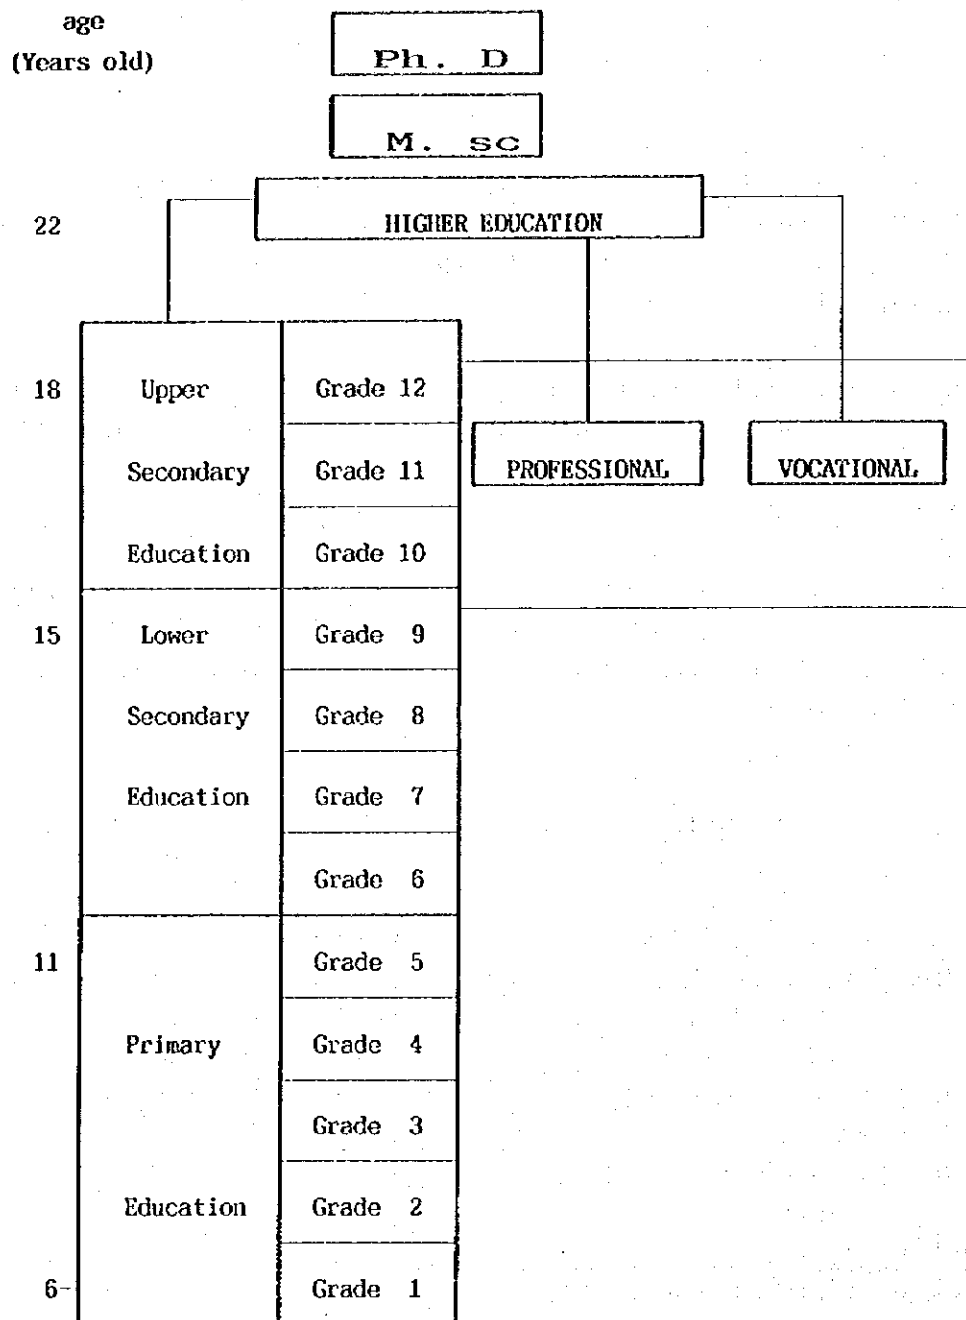 age
(Years old)
Ph. D
M. sc
22 HIGHER EDUCATION
18 Upper Grade 12
Secondary Grade 11 PROFESSIONAL VOCATIONAL
Education Grade 10
15 Lower Grade 9
Secondary Grade 8
Education Grade 7
Grade 6
11 Grade 5
Primary Grade 4
Grade 3
Education Grade 2
6- Grade 1